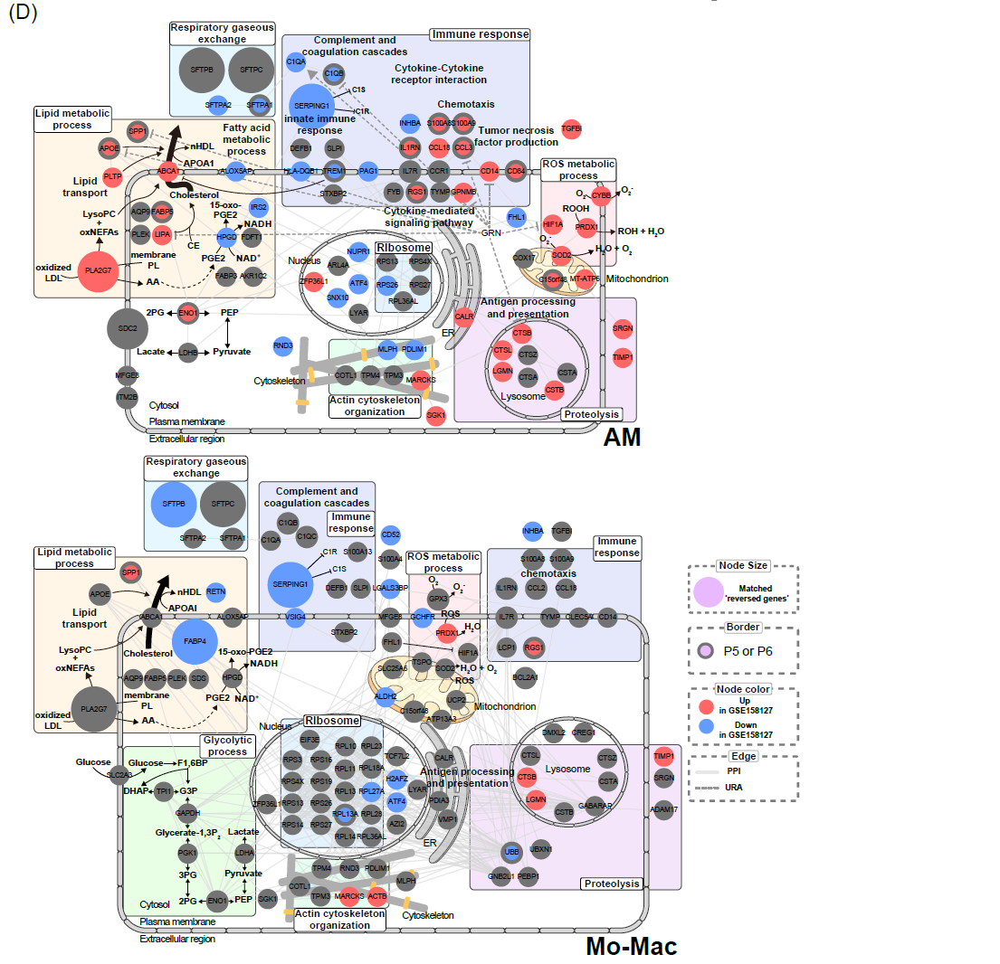 (D)
Respiratory gaseous
exchange
SFTPB
SFTPC
SFTPA2
SFTPA1
Immune response
Complement and
coagulation cascades
C1QA
C1QB
Cytokine-Cytokine
receptor interaction
C1S
SERPING1
C1R
innate immune
response
Chemotaxis
INHBA
S100A8
S100A9
Tumor necrosis
factor production
TGFBI
DEFB1
SLPI
IL1RN
CCL18
CCL3
HLA-DQB1
TREM1
PAG1
IL7R
CCR1
CD14
CD84
STXBP2
FYB
RGS1
TYMP
GPNMB
Cytokine-mediated
signaling pathway
GRN
FHL1
Lipid metabolic
process
Fatty acid
metabolic
process
SPP1
APOE
nHDL
APOA1
PLTP
ABCA1
ALOX5AP
Lipid
transport
Cholesterol
LysoPC
+
oxNEFAs
AQP9
FABP5
15-oxo-
PGE2
IRS2
NADH
PLEK
LIPA
HPGD
FDFT1
CE
PGE2
NAD+
membrane
PL
oxidized
LDL
PLA2G7
AA
FABP3
AKR1C2
ROS metabolic
process
O2
CYBB
O2-
ROOH
HIF1A
PRDX1
ROH + H2O
O2-
SOD2
H2O + O2
COX17
C15orf48
MT-ATP6
Mitochondrion
Nucleus
RIbosome
NUPR1
ARL4A
ZFP36L1
ATF4
SNX10
LYAR
RPS13
RPS4X
RPS26
RPS27
RPL36AL
ER
CALR
Antigen processing
and presentation
CTSB
CTSL
CTSZ
LGMN
CTSA
CSTA
CSTB
Lysosome
Proteolysis
SRGN
TIMP1
SDC2
2PG
ENO1
PEP
Lacate
LDHB
Pyruvate
MFGE8
ITM2B
RND3
MLPH
PDLIM1
Cytoskeleton
COTL1
TPM4
TPM3
MARCKS
Actin cytoskeleton
organization
SGK1
Cytosol
Plasma membrane
Extracellular region
AM
Respiratory gaseous
exchange
SFTPB
SFTPC
SFTPA2
SFTPA1
Complement and
coagulation cascades
Immune
response
C1QB
C1QA
C1QC
C1R
S100A13
C1S
SERPING1
DEFB1
SLPI
VSIG4
STXBP2
CD52
S100A4
LGALS3BP
MFGE8
FHL1
Lipid metabolic
process
SPP1
APOE
nHDL
RETN
APOAI
Lipid
transport
ABCA1
ALOX5AP
FABP4
LysoPC
+
oxNEFAs
Cholesterol
15-oxo-PGE2
NADH
AQP9
FABP5
PLEK
SDS
HPGD
membrane
PL
PGE2
NAD+
PLA2G7
oxidized
LDL
AA
ROS metabolic
process
O2
O2-
GPX3
ROS
GCHFR
PRDX1
H2O
HIF1A
SLC25A6
TSPO
SOD2
H2O + O2
ROS
ALDH2
UCP2
C15orf48
ATP13A3
Mitochondrion
INHBA
TGFBI
Immune
response
S100A8
S100A9
chemotaxis
IL1RN
CCL2
CCL18
IL7R
TYMP
CLEC5A
CD14
LCP1
RGS1
BCL2A1
Glycolytic
process
Glucose
SLC2A3
Glucose
F1,6BP
DHAP
TPI1
G3P
GAPDH
Glycerate-1,3P2
Lactate
PGK1
LDHA
3PG
Pyruvate
2PG
ENO1
PEP
SGK1
Nucleus
RIbosome
EIF3E
RPL10
RPL23
RPS3
RPS16
RPL11
RPL18A
TCF7L2
RPS4X
RPS19
RPL13
RPL27A
H2AFZ
LYAR
ZFP36L1
RPS13
RPS26
RPL13A
RPL28
ATF4
RPS14
RPS27
RPL14
RPL36AL
AZI2
CALR
PDIA3
VMP1
ER
Antigen processing
and presentation
DMXL2
CREG1
CTSL
CTSZ
Lysosome
CTSB
CSTA
LGMN
CSTB
GABARAP
TIMP1
SRGN
ADAM17
UBB
UBXN1
GNB2L1
PEBP1
Proteolysis
TPM4
RND3
PDLIM1
MLPH
COTL1
TPM3
MARCKS
ACTB
Actin cytoskeleton
organization
Cytoskeleton
Cytosol
Plasma membrane
Extracellular region
Mo-Mac
Node Size
Matched
'reversed genes'
Border
P5 or P6
Node color
Up
in GSE158127
Down
in GSE158127
Edge
PPI
URA